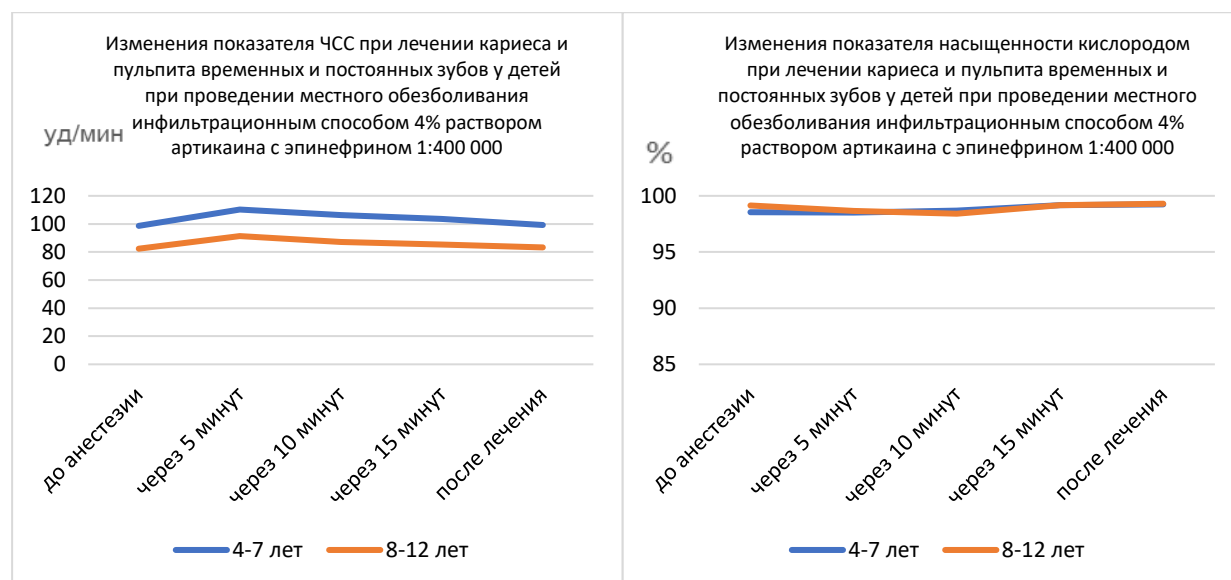 Изменения показателя ЧСС при лечении кариеса и
пульпита временных и постоянных зубов у детей
при проведении местного обезболивания
инфильтрационным способом 4% раствором
артикаина с эпинефрином 1:400 000
уд/мин
120
100
80
60
40
20
0
до анестезии
через 5 минут
через 10 минут
через 15 минут
после лечения
4-7 лет
8-12 лет
Изменения показателя насыщенности кислородом
при лечении кариеса и пульпита временных и
постоянных зубов у детей при проведении местного
обезболивания инфильтрационным способом 4%
раствором артикаина с эпинефрином 1:400 000
%
100
95
90
85
до анестезии
через 5 минут
через 10 минут
через 15 минут
после лечения
4-7 лет
8-12 лет